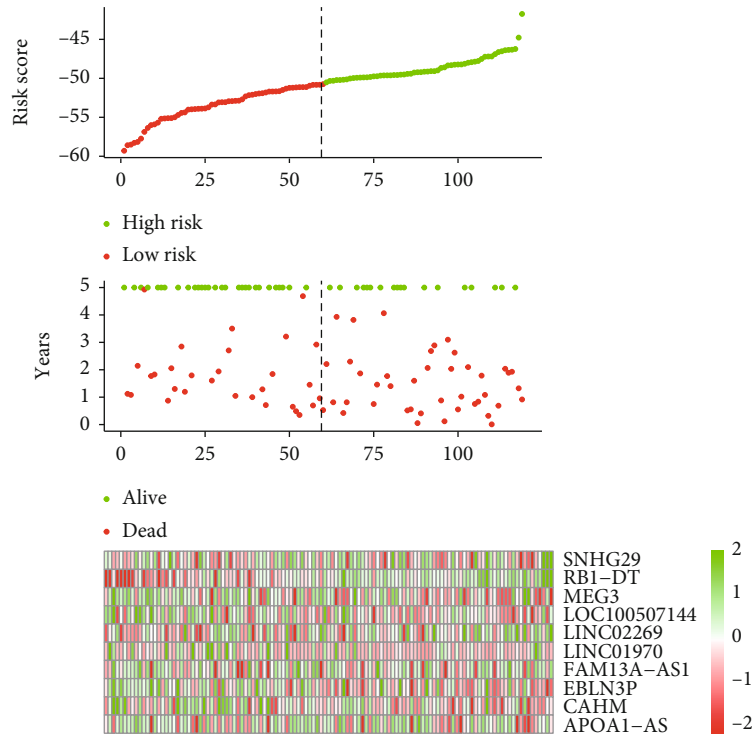 Risk score
−45
−50
−55
−60
0 25 50 75 100
High risk
Low risk
Years
5
4
3
2
1
0
0 25 50 75 100
Alive
Dead
SNHG29
RB1−DT
MEG3
LOC100507144
LINC02269
LINC01970
FAM13A−AS1
EBLN3P
CAHM
APOA1−AS
2
1
0
−1
−2